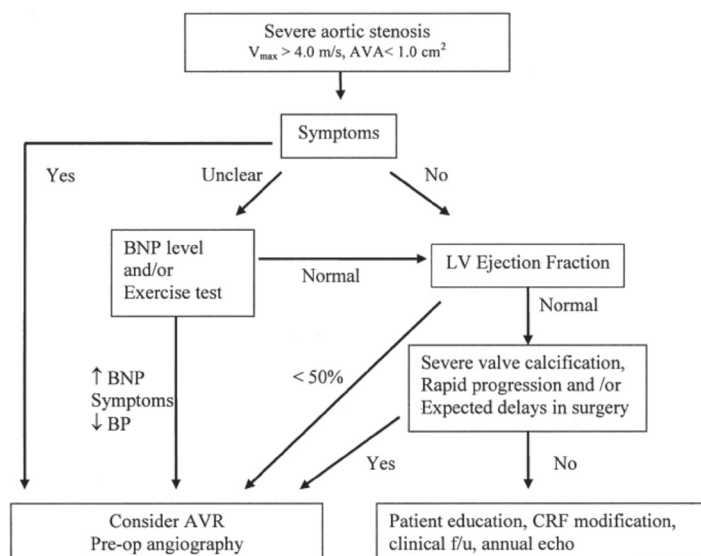 Severe aortic stenosis
Vmax > 4.0 m/s, AVA< 1.0 cm²
Symptoms
Yes
Unclear
No
BNP level
and/or
Exercise test
Normal
LV Ejection Fraction
Normal
↑ BNP
Symptoms
↓ BP
< 50%
Severe valve calcification,
Rapid progression and /or
Expected delays in surgery
Yes
No
Consider AVR
Pre-op angiography
Patient education, CRF modification,
clinical f/u, annual echo